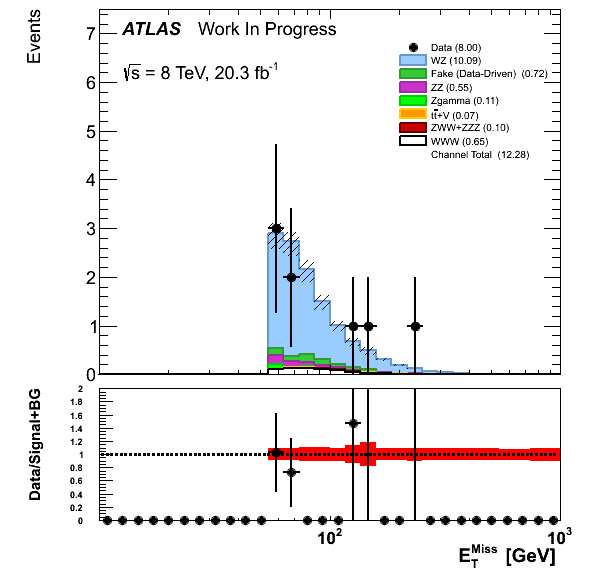 Events
ATLAS Work In Progress
√s = 8 TeV, 20.3 fb⁻¹
Data (8.00)
WZ (10.09)
Fake (Data-Driven) (0.72)
ZZ (0.55)
Zgamma (0.11)
tt̄+V (0.07)
ZWW+ZZZ (0.10)
WWW (0.65)
Channel Total (12.28)
7
6
5
4
3
2
1
0
Data/Signal+BG
2
1.8
1.6
1.4
1.2
1
0.8
0.6
0.4
0.2
0
10² 10³
E_T^Miss [GeV]